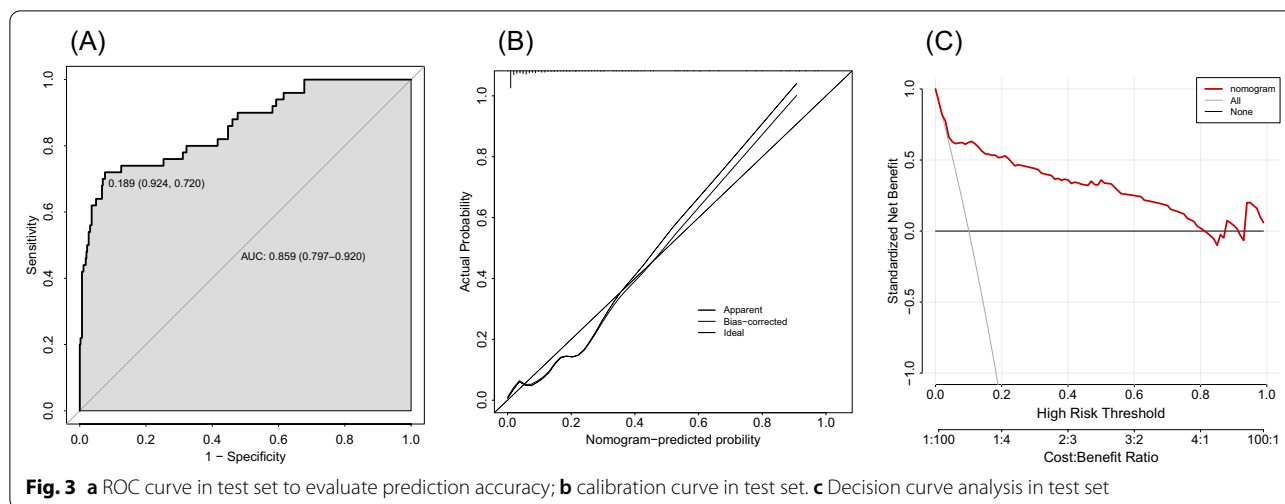 (A)
1.0
0.8
0.6
0.4
0.2
0.0
Sensitivity
0.189 (0.924, 0.720)
AUC: 0.859 (0.797–0.920)
0.0 0.2 0.4 0.6 0.8 1.0
1 − Specificity
(B)
1.0
0.8
0.6
0.4
0.2
0.0
Actual Probability
Apparent
Bias−corrected
Ideal
0.0 0.2 0.4 0.6 0.8 1.0
Nomogram−predicted probility
(C)
nomogram
All
None
1.0
0.5
0.0
−0.5
−1.0
Standardized Net Benefit
0.0 0.2 0.4 0.6 0.8 1.0
High Risk Threshold
1:100 1:4 2:3 3:2 4:1 100:1
Cost:Benefit Ratio
Fig. 3 a ROC curve in test set to evaluate prediction accuracy; b calibration curve in test set. c Decision curve analysis in test set